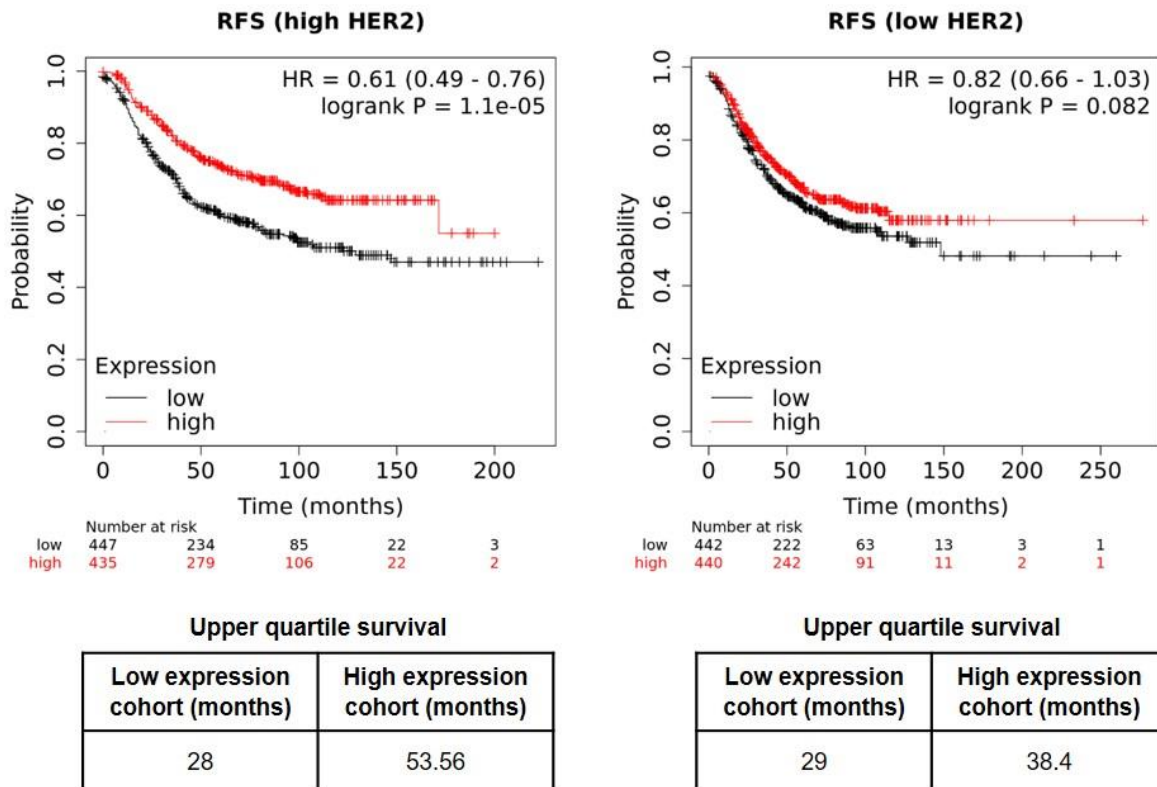 RFS (high HER2)
HR = 0.61 (0.49 - 0.76)
logrank P = 1.1e-05
Probability
1.0
0.8
0.6
0.4
0.2
0.0
Expression
low
high
0 50 100 150 200
Time (months)
Number at risk
low 447 234 85 22 3
high 435 279 106 22 2
Upper quartile survival
Low expression cohort (months) High expression cohort (months)
28 53.56
RFS (low HER2)
HR = 0.82 (0.66 - 1.03)
logrank P = 0.082
Probability
1.0
0.8
0.6
0.4
0.2
0.0
Expression
low
high
0 50 100 150 200 250
Time (months)
Number at risk
low 442 222 63 13 3 1
high 440 242 91 11 2 1
Upper quartile survival
Low expression cohort (months) High expression cohort (months)
29 38.4